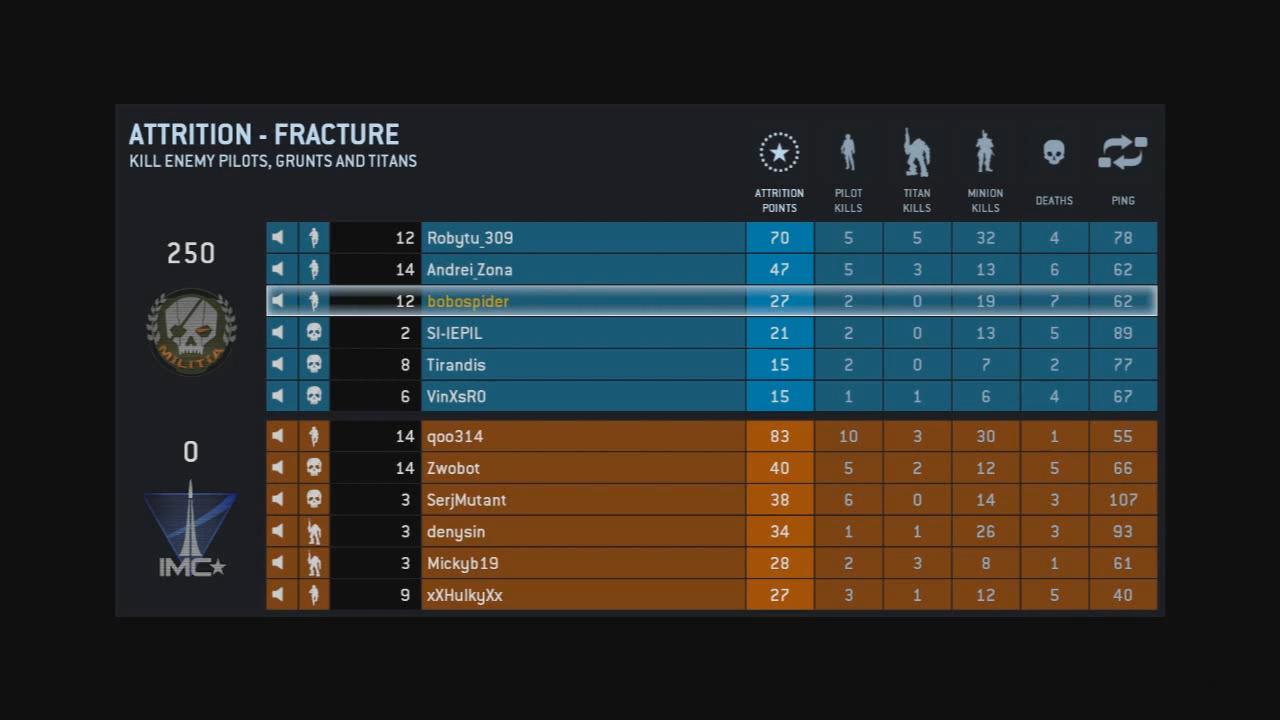 ATTRITION - FRACTURE
KILL ENEMY PILOTS, GRUNTS AND TITANS
ATTRITION POINTS PILOT KILLS TITAN KILLS MINION KILLS DEATHS PING
250
MILITIA
12 Robytu_309 70 5 5 32 4 78
14 Andrei_Zona 47 5 3 13 6 62
12 bobospider 27 2 0 19 7 62
2 SI-IEPIL 21 2 0 13 5 89
8 Tirandis 15 2 0 7 2 77
6 VinXsR0 15 1 1 6 4 67
0
IMC
14 qoo314 83 10 3 30 1 55
14 Zwobot 40 5 2 12 5 66
3 SerjMutant 38 6 0 14 3 107
3 denysin 34 1 1 26 3 93
3 Mickyb19 28 2 3 8 1 61
9 xXHulkyXx 27 3 1 12 5 40